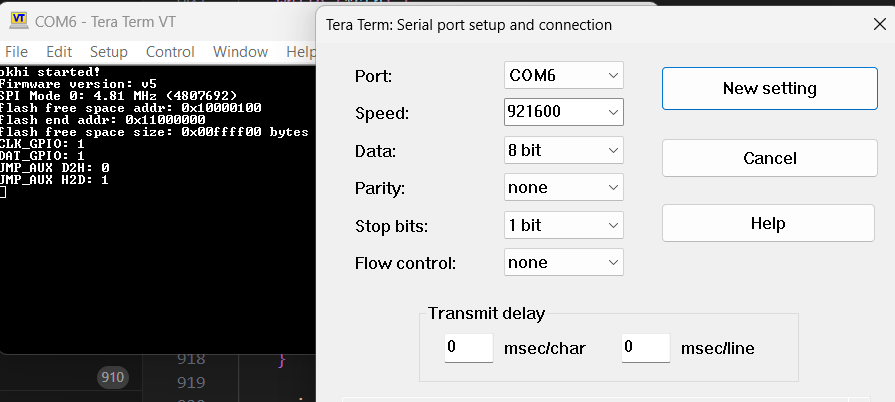 COM6 - Tera Term VT
File Edit Setup Control Window Help
okhi started!
Firmware version: v5
SPI Mode 0: 4.81 MHz (4807692)
flash free space addr: 0x10000100
flash end addr: 0x11000000
flash free space size: 0x00ffff00 bytes
CLK_GPIO: 1
DAT_GPIO: 1
JMP_AUX D2H: 0
JMP_AUX H2D: 1
910
918 }
919
Tera Term: Serial port setup and connection
Port: COM6 New setting
Speed: 921600
Data: 8 bit Cancel
Parity: none
Stop bits: 1 bit Help
Flow control: none
Transmit delay
0 msec/char 0 msec/line